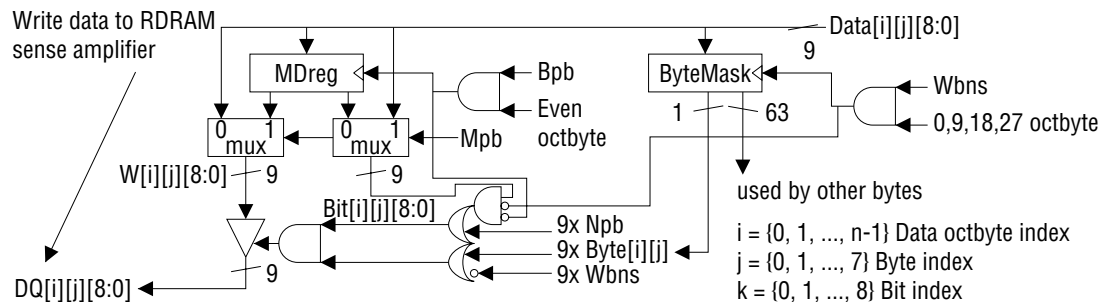 Write data to RDRAM
sense amplifier
Data[i][j][8:0]
9
MDreg
Bpb
Even
octbyte
ByteMask
Wbns
0,9,18,27 octbyte
1
63
0 1
mux
0 1
mux
Mpb
W[i][j][8:0]
9
9
used by other bytes
Bit[i][j][8:0]
9x Npb
9x Byte[i][j]
9x Wbns
i = {0, 1, ..., n-1} Data octbyte index
j = {0, 1, ..., 7} Byte index
k = {0, 1, ..., 8} Bit index
9
DQ[i][j][8:0]